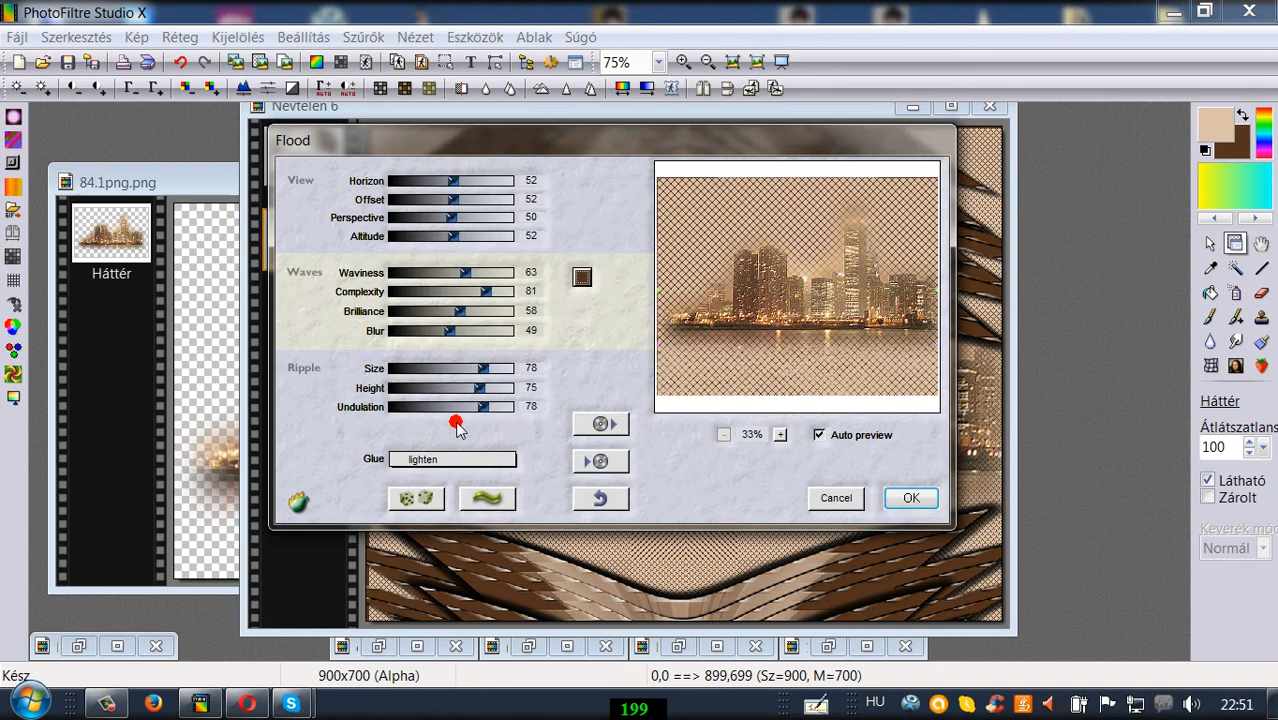 PhotoFiltre Studio X
Fájl Szerkesztés Kép Réteg Kijelölés Beállítás Szűrők Nézet Eszközök Ablak Súgó
75%
Névtelen 6
84.1png.png
Háttér
Flood
View
Horizon 52
Offset 52
Perspective 50
Altitude 52
Waves
Waviness 63
Complexity 81
Brilliance 58
Blur 49
Ripple
Size 78
Height 75
Undulation 78
Glue lighten
33%
Auto preview
Cancel OK
Háttér
Átlátszatlans
100
Látható
Zárolt
Keverék mód
Normál
Kész 900x700 (Alpha) 0,0 ==> 899,699 (Sz=900, M=700)
199
HU 22:51